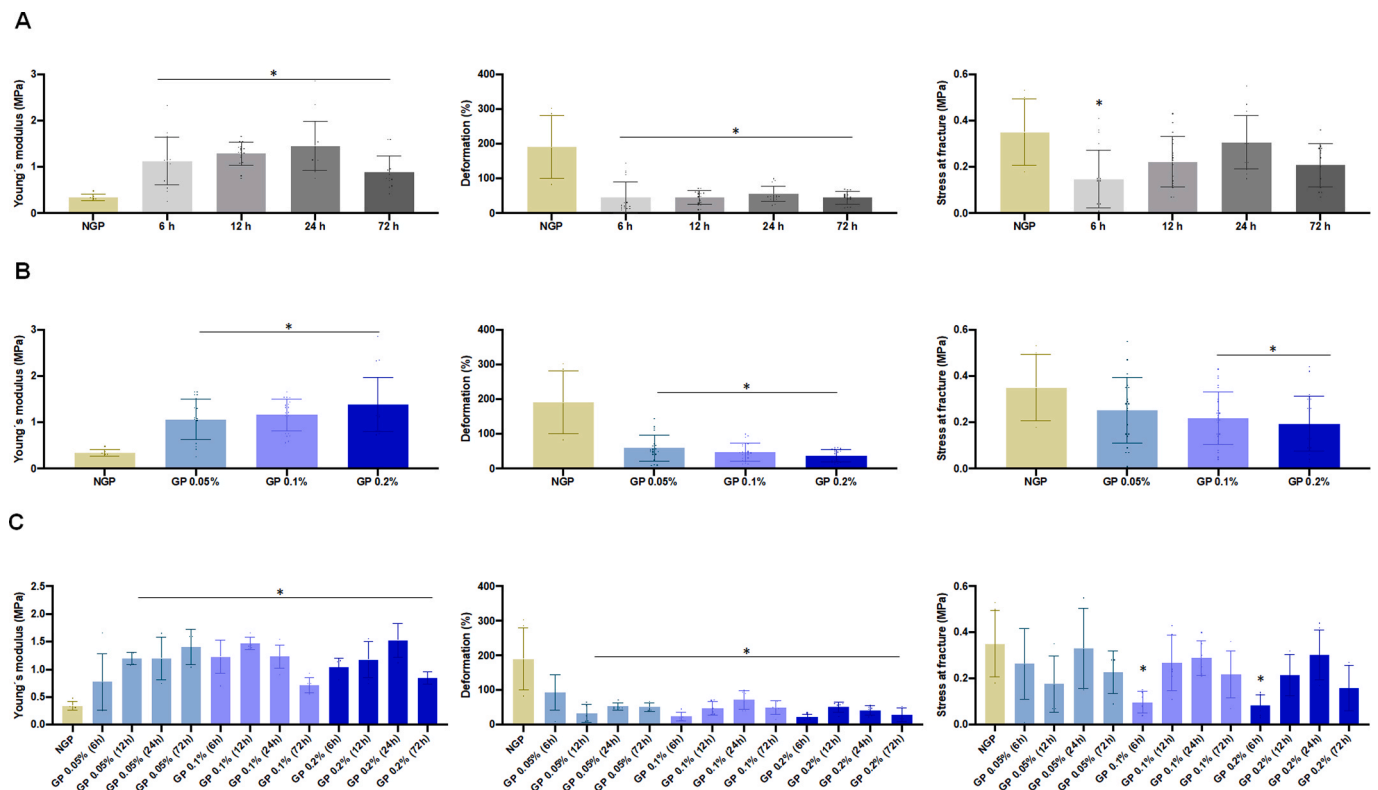 A
Young´s modulus (MPa)
3
2
1
0
*
NGP 6 h 12 h 24 h 72 h
Deformation (%)
400
300
200
100
0
*
NGP 6 h 12 h 24 h 72 h
Stress at fracture (MPa)
0.6
0.4
0.2
0.0
*
NGP 6 h 12 h 24 h 72 h
B
Young´s modulus (MPa)
3
2
1
0
*
NGP GP 0.05% GP 0.1% GP 0.2%
Deformation (%)
400
300
200
100
0
*
NGP GP 0.05% GP 0.1% GP 0.2%
Stress at fracture (MPa)
0.6
0.4
0.2
0.0
*
NGP GP 0.05% GP 0.1% GP 0.2%
C
Young´s modulus (MPa)
2.5
2.0
1.5
1.0
0.5
0.0
*
NGP
GP 0.05% (6h)
GP 0.05% (12h)
GP 0.05% (24h)
GP 0.05% (72h)
GP 0.1% (6h)
GP 0.1% (12h)
GP 0.1% (24h)
GP 0.1% (72h)
GP 0.2% (6h)
GP 0.2% (12h)
GP 0.2% (24h)
GP 0.2% (72h)
Deformation (%)
400
300
200
100
0
*
NGP
GP 0.05% (6h)
GP 0.05% (12h)
GP 0.05% (24h)
GP 0.05% (72h)
GP 0.1% (6h)
GP 0.1% (12h)
GP 0.1% (24h)
GP 0.1% (72h)
GP 0.2% (6h)
GP 0.2% (12h)
GP 0.2% (24h)
GP 0.2% (72h)
Stress at fracture (MPa)
0.6
0.4
0.2
0.0
*
*
NGP
GP 0.05% (6h)
GP 0.05% (12h)
GP 0.05% (24h)
GP 0.05% (72h)
GP 0.1% (6h)
GP 0.1% (12h)
GP 0.1% (24h)
GP 0.1% (72h)
GP 0.2% (6h)
GP 0.2% (12h)
GP 0.2% (24h)
GP 0.2% (72h)